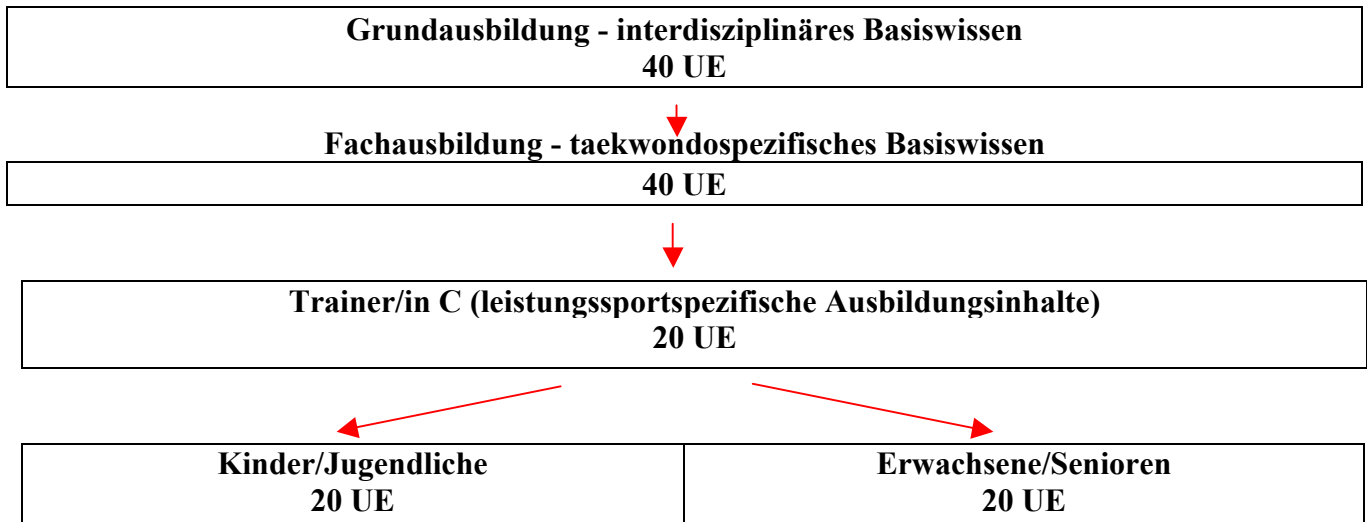 Grundausbildung - interdisziplinäres Basiswissen
40 UE
Fachausbildung - taekwondospezifisches Basiswissen
40 UE
Trainer/in C (leistungssportspezifische Ausbildungsinhalte)
20 UE
Kinder/Jugendliche
20 UE
Erwachsene/Senioren
20 UE